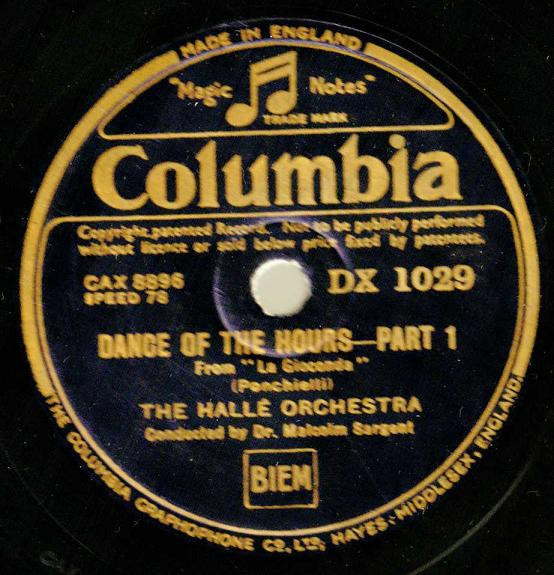 MADE IN ENGLAND
"Magic Notes"
TRADE MARK
Columbia
Copyright, patented Record. Not to be publicly performed
without licence or sold below price fixed by patentees.
CAX 8896
SPEED 78
DX 1029
DANCE OF THE HOURS—PART 1
From "La Gioconda"
(Ponchielli)
THE HALLÉ ORCHESTRA
Conducted by Dr. Malcolm Sargent
BIEM
THE COLUMBIA GRAPHOPHONE CO., LTD., HAYES, MIDDLESEX, ENGLAND.